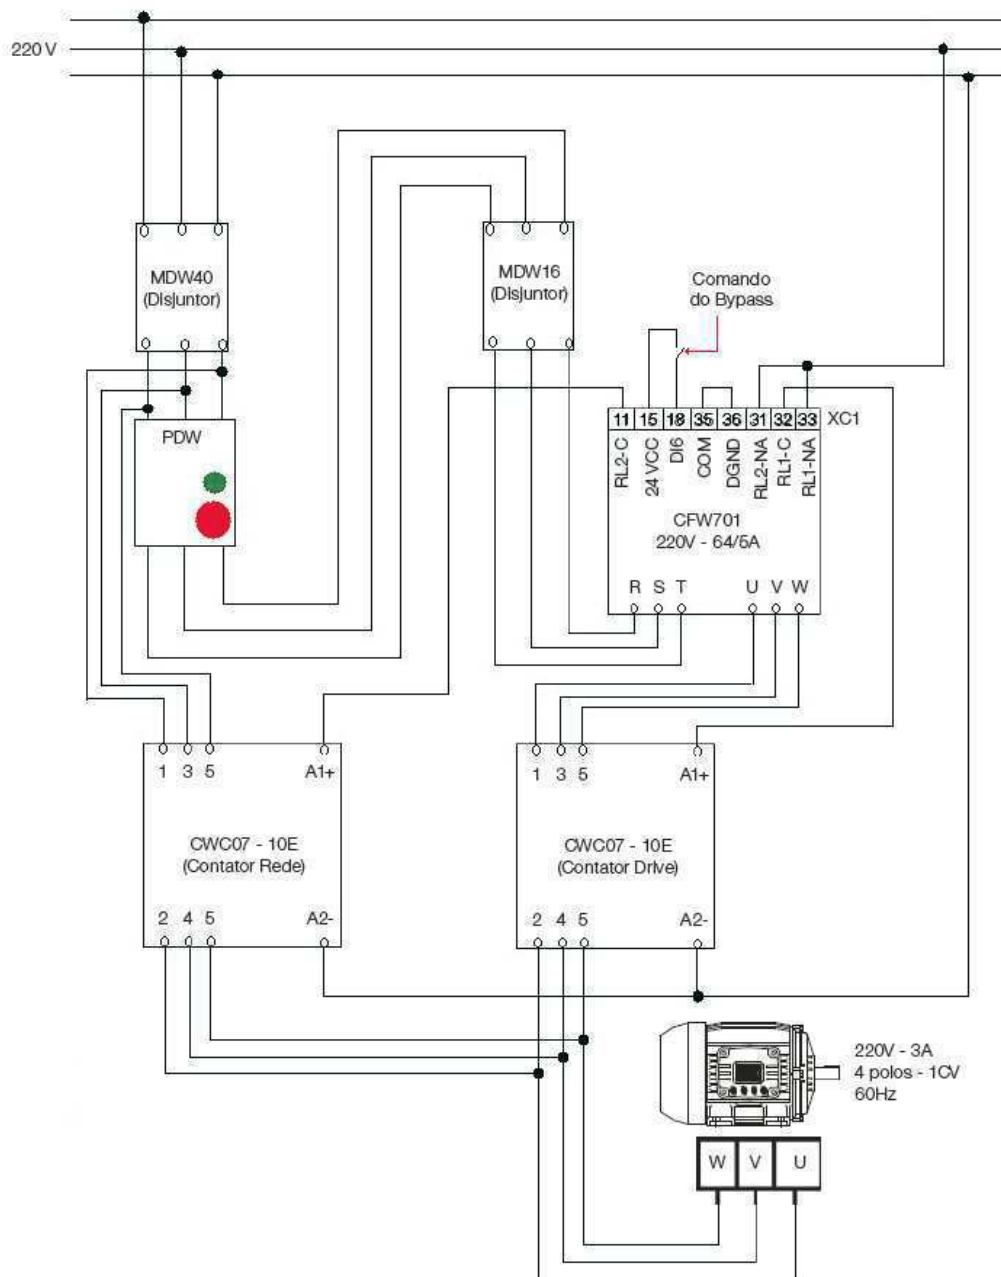 220 V
MDW40
(Disjuntor)
MDW16
(Disjuntor)
Comando
do Bypass
PDW
11 15 18 35 36 31 32 33 XC1
RL2-C
24 VCC
DI6
COM
DGND
RL2-NA
RL1-C
RL1-NA
CFW701
220V - 64/5A
R S T U V W
1 3 5 A1+
CWC07 - 10E
(Contator Rede)
2 4 5 A2-
1 3 5 A1+
CWC07 - 10E
(Contator Drive)
2 4 5 A2-
220V - 3A
4 polos - 1CV
60Hz
W V U